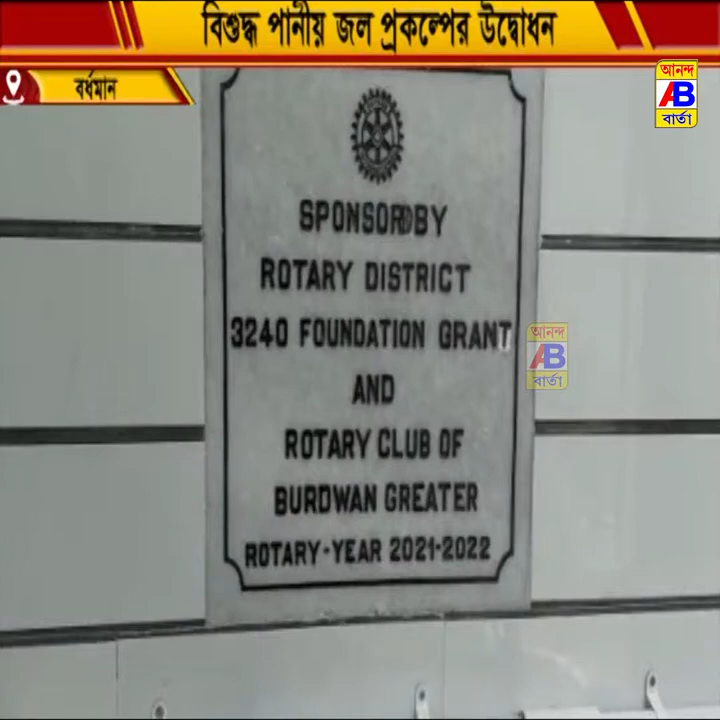 বিশুদ্ধ পানীয় জল প্রকল্পের উদ্বোধন
বর্ধমান
আনন্দ
AB
বার্তা
SPONSOR BY
ROTARY DISTRICT
3240 FOUNDATION GRANT
AND
ROTARY CLUB OF
BURDWAN GREATER
ROTARY-YEAR 2021-2022
আনন্দ
AB
বার্তা